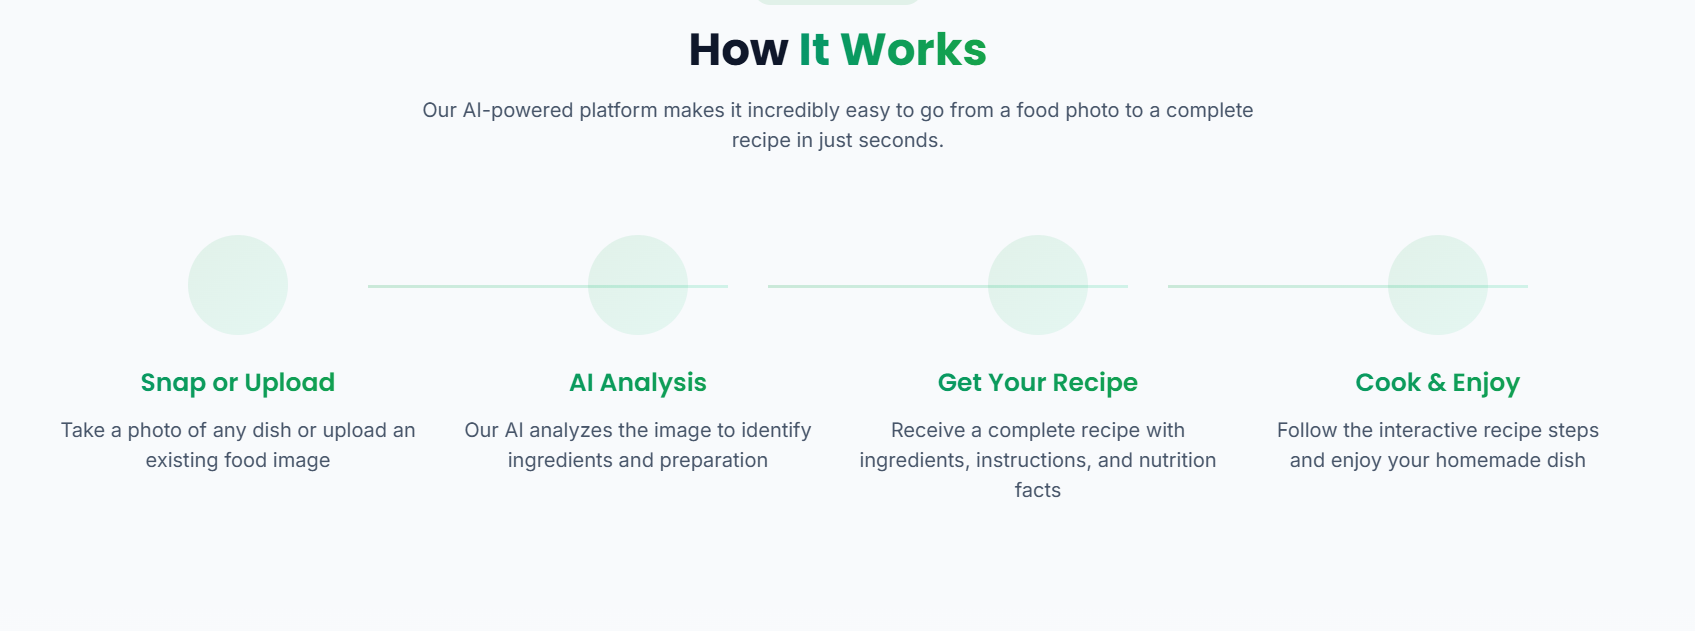 How It Works
Our AI-powered platform makes it incredibly easy to go from a food photo to a complete
recipe in just seconds.
Snap or Upload
Take a photo of any dish or upload an
existing food image
AI Analysis
Our AI analyzes the image to identify
ingredients and preparation
Get Your Recipe
Receive a complete recipe with
ingredients, instructions, and nutrition
facts
Cook & Enjoy
Follow the interactive recipe steps
and enjoy your homemade dish